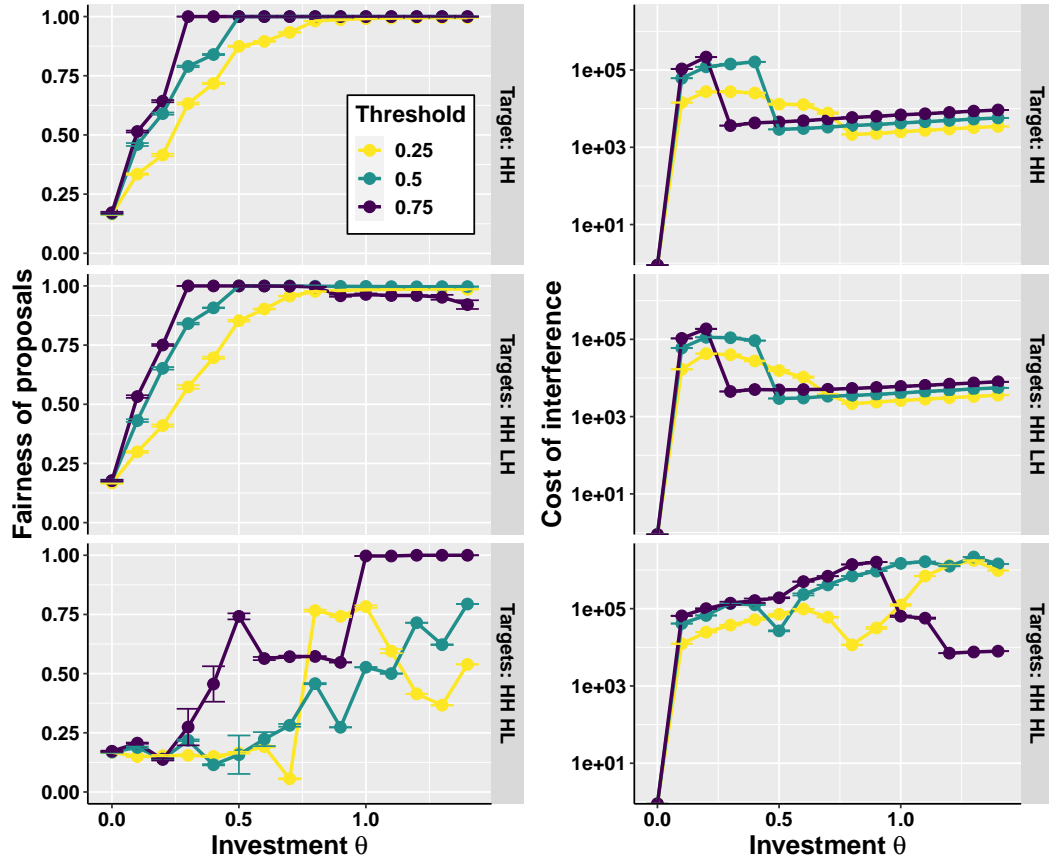 Fairness of proposals
1.00
0.75
0.50
0.25
0.00
Threshold
0.25
0.5
0.75
Target: HH
1.00
0.75
0.50
0.25
0.00
Targets: HH LH
1.00
0.75
0.50
0.25
0.00
Targets: HH HL
0.0
0.5
1.0
Investment θ
Cost of interference
1e+05
1e+03
1e+01
Target: HH
1e+05
1e+03
1e+01
Targets: HH LH
1e+05
1e+03
1e+01
Targets: HH HL
0.0
0.5
1.0
Investment θ